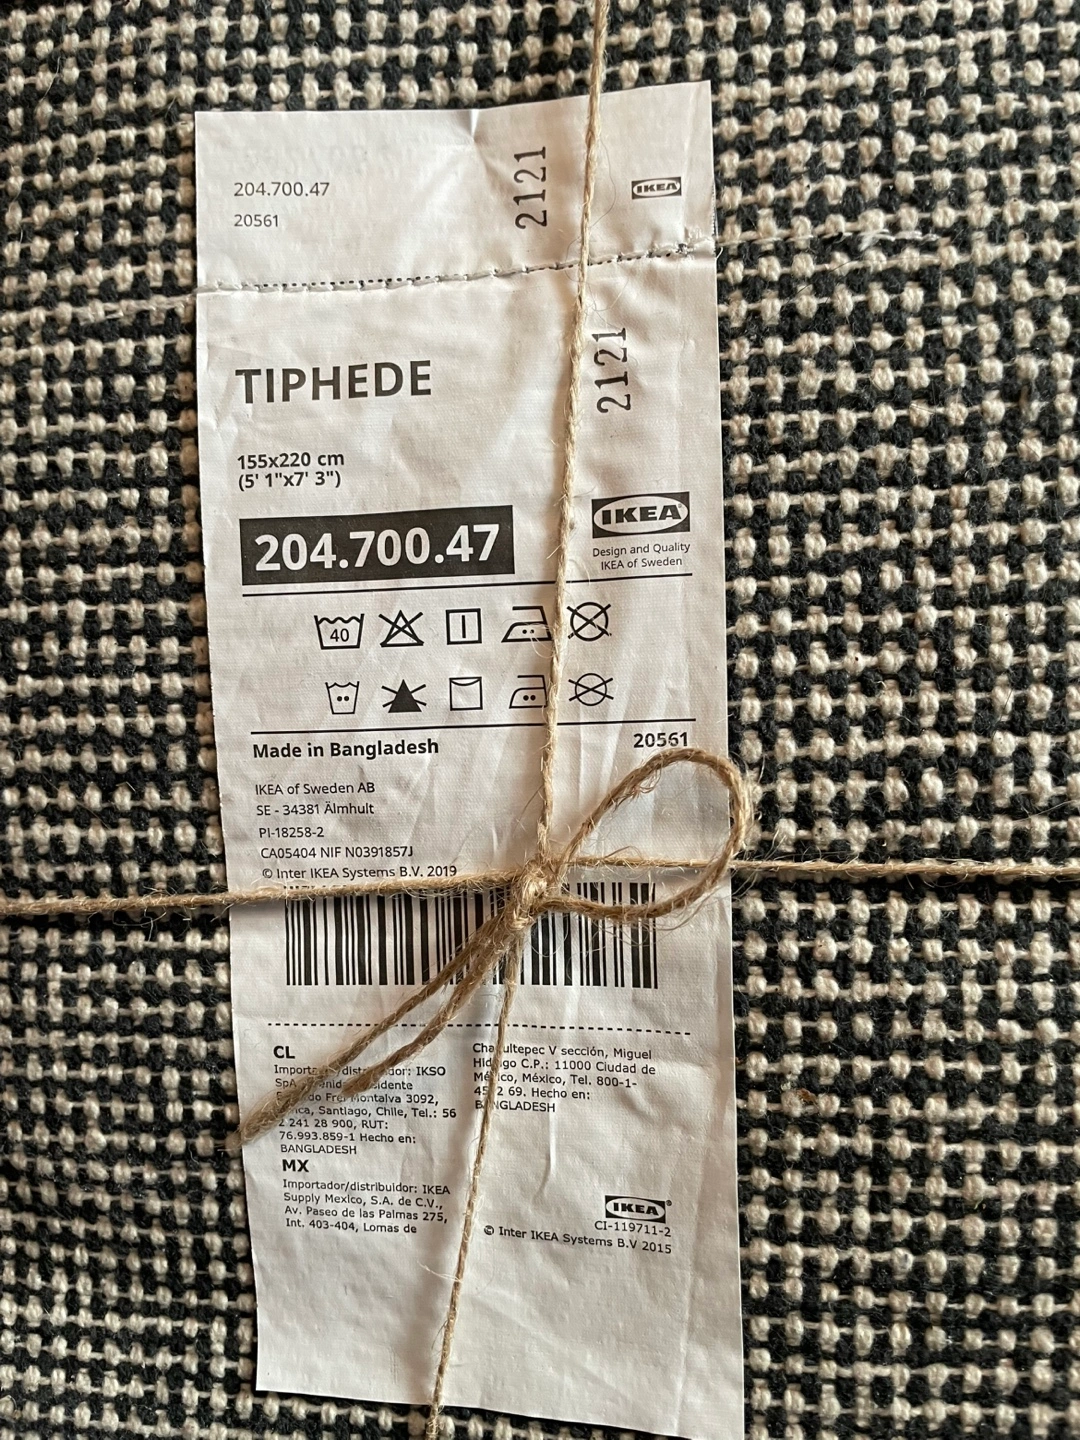 204.700.47
20561
2121
IKEA
TIPHEDE
2121
155x220 cm
(5' 1"x7' 3")
204.700.47
IKEA
Design and Quality
IKEA of Sweden
40
Made in Bangladesh
20561
IKEA of Sweden AB
SE - 34381 Älmhult
PI-18258-2
CA05404 NIF N0391857J
© Inter IKEA Systems B.V. 2019
CL
IKSO
SpA
Montalva 3092,
Santiago, Chile, Tel.: 56
2 241 28 900, RUT:
76.993.859-1 Hecho en:
BANGLADESH
MX
Importador/distribuidor: IKEA
Supply Mexico, S.A. de C.V.,
Av. Paseo de las Palmas 275,
Int. 403-404, Lomas de
V sección, Miguel
C.P.: 11000 Ciudad de
México, México, Tel. 800-1-
2 69. Hecho en:
BANGLADESH
IKEA®
CI-119711-2
© Inter IKEA Systems B.V 2015